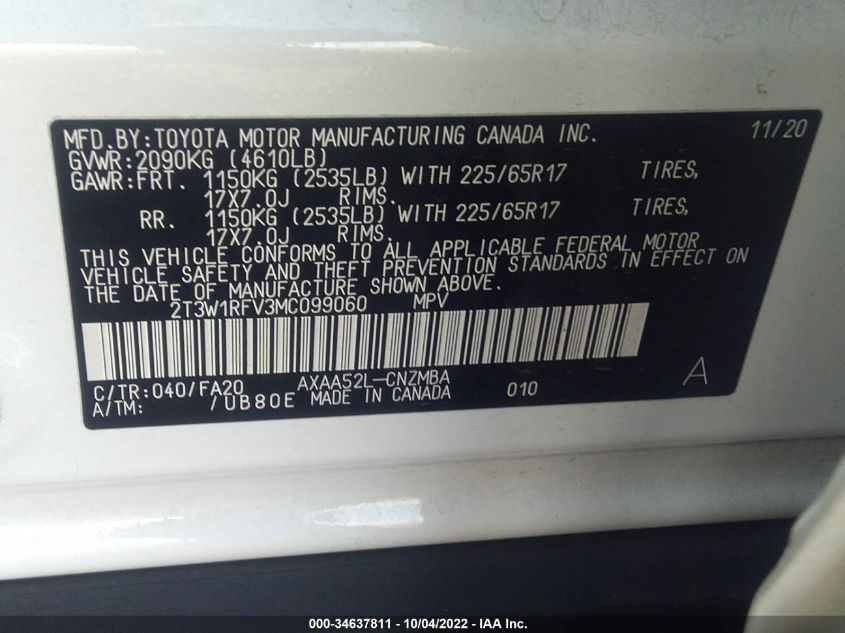 MFD.BY:TOYOTA MOTOR MANUFACTURING CANADA INC. 11/20
GVWR:2090KG (4610LB)
GAWR:FRT. 1150KG (2535LB) WITH 225/65R17 TIRES,
17X7.0J RIMS.
RR. 1150KG (2535LB) WITH 225/65R17 TIRES,
17X7.0J RIMS.
THIS VEHICLE CONFORMS TO ALL APPLICABLE FEDERAL MOTOR
VEHICLE SAFETY AND THEFT PREVENTION STANDARDS IN EFFECT ON
THE DATE OF MANUFACTURE SHOWN ABOVE.
2T3W1RFV3MC099060 MPV
C/TR:040/FA20 AXAA52L-CNZMBA 010 A
A/TM: /UB80E MADE IN CANADA
000-34637811 - 10/04/2022 - IAA Inc.